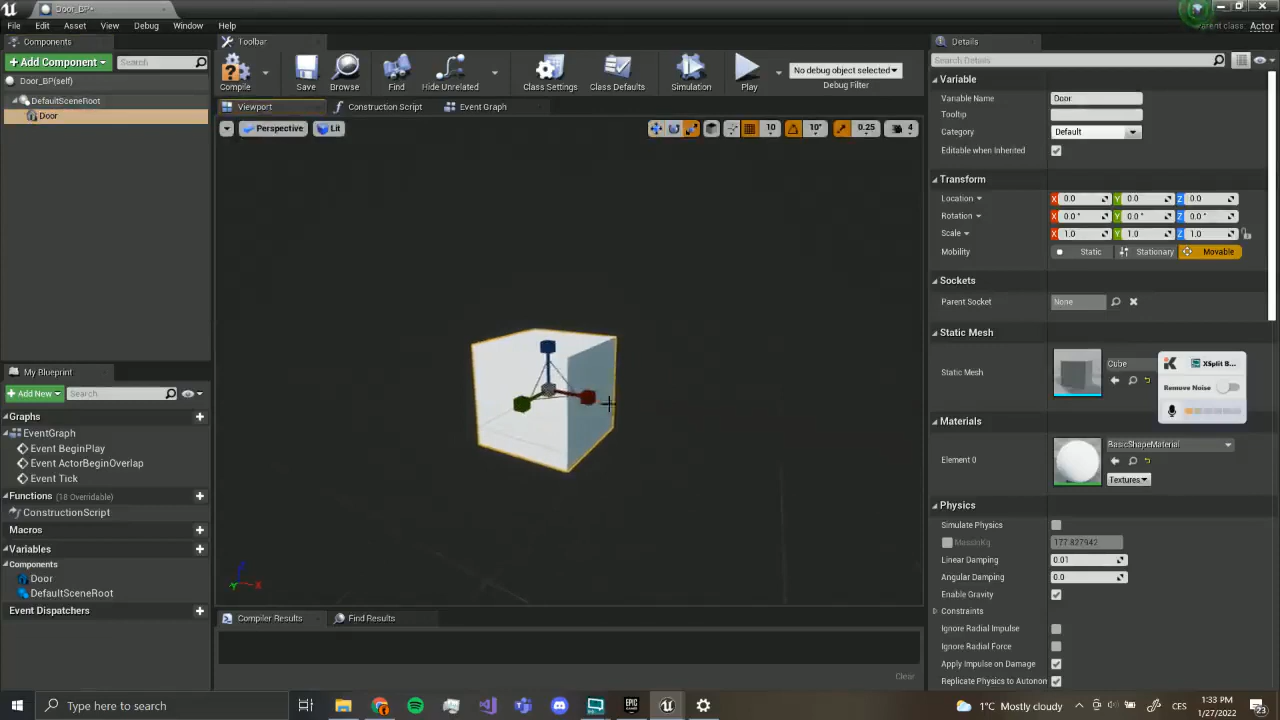 Door_BP*
File Edit Asset View Debug Window Help
Parent class: Actor
Components
+ Add Component
Search
Door_BP(self)
DefaultSceneRoot
Door
Toolbar
Compile
Save
Browse
Find
Hide Unrelated
Class Settings
Class Defaults
Simulation
Play
No debug object selected
Debug Filter
Viewport
Construction Script
Event Graph
Perspective
Lit
10
10°
0.25
4
My Blueprint
+ Add New
Search
Graphs
EventGraph
Event BeginPlay
Event ActorBeginOverlap
Event Tick
Functions (18 Overridable)
ConstructionScript
Macros
Variables
Components
Door
DefaultSceneRoot
Event Dispatchers
Z
X
Y
Compiler Results
Find Results
Clear
Details
Search Details
Variable
Variable Name Door
Tooltip
Category Default
Editable when Inherited
Transform
Location X 0.0 Y 0.0 Z 0.0
Rotation X 0.0 ° Y 0.0 ° Z 0.0 °
Scale X 1.0 Y 1.0 Z 1.0
Mobility Static Stationary Movable
Sockets
Parent Socket None
Static Mesh
Static Mesh Cube
XSplit B...
Remove Noise
Materials
Element 0 BasicShapeMaterial
Textures
Physics
Simulate Physics
MassInKg 177.827942
Linear Damping 0.01
Angular Damping 0.0
Enable Gravity
Constraints
Ignore Radial Impulse
Ignore Radial Force
Apply Impulse on Damage
Replicate Physics to Autonom
Type here to search
EPIC
1°C Mostly cloudy
CES
1:33 PM
1/27/2022
23